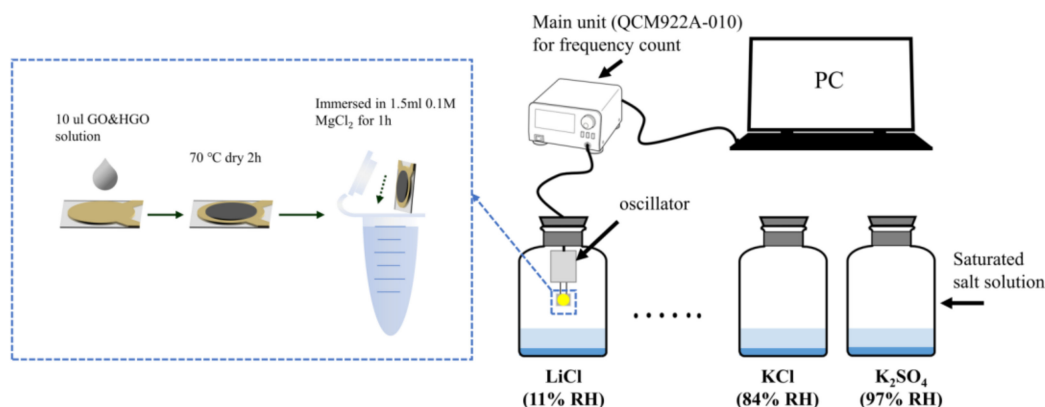 10 ul GO&HGO
solution
70 ℃ dry 2h
Immersed in 1.5ml 0.1M
MgCl₂ for 1h
Main unit (QCM922A-010)
for frequency count
PC
oscillator
Saturated
salt solution
LiCl
(11% RH)
KCl
(84% RH)
K₂SO₄
(97% RH)